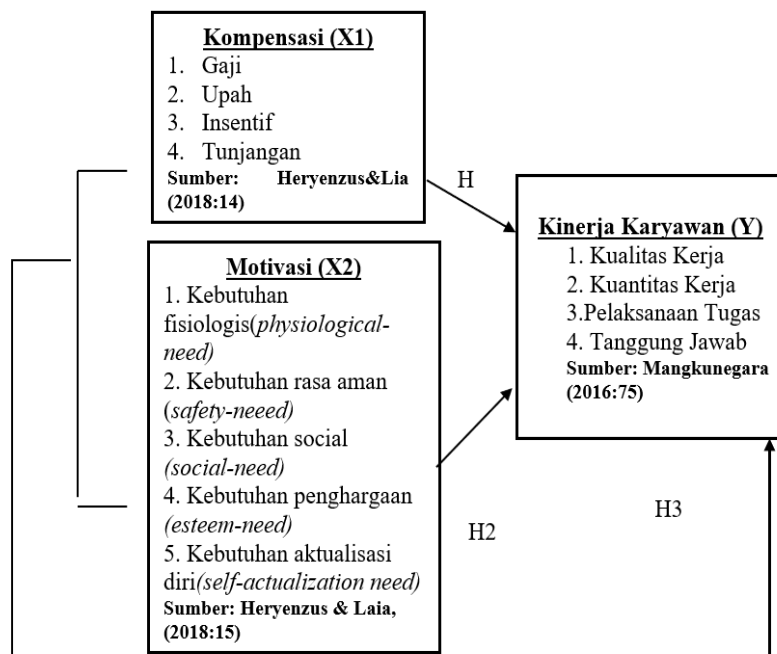 Kompensasi (X1)
1. Gaji
2. Upah
3. Insentif
4. Tunjangan
Sumber: Heryenzus&Lia
(2018:14)
H
Kinerja Karyawan (Y)
1. Kualitas Kerja
2. Kuantitas Kerja
3.Pelaksanaan Tugas
4. Tanggung Jawab
Sumber: Mangkunegara
(2016:75)
Motivasi (X2)
1. Kebutuhan
fisiologis(physiological-
need)
2. Kebutuhan rasa aman
(safety-neeed)
3. Kebutuhan social
(social-need)
4. Kebutuhan penghargaan
(esteem-need)
5. Kebutuhan aktualisasi
diri(self-actualization need)
Sumber: Heryenzus & Laia,
(2018:15)
H2
H3